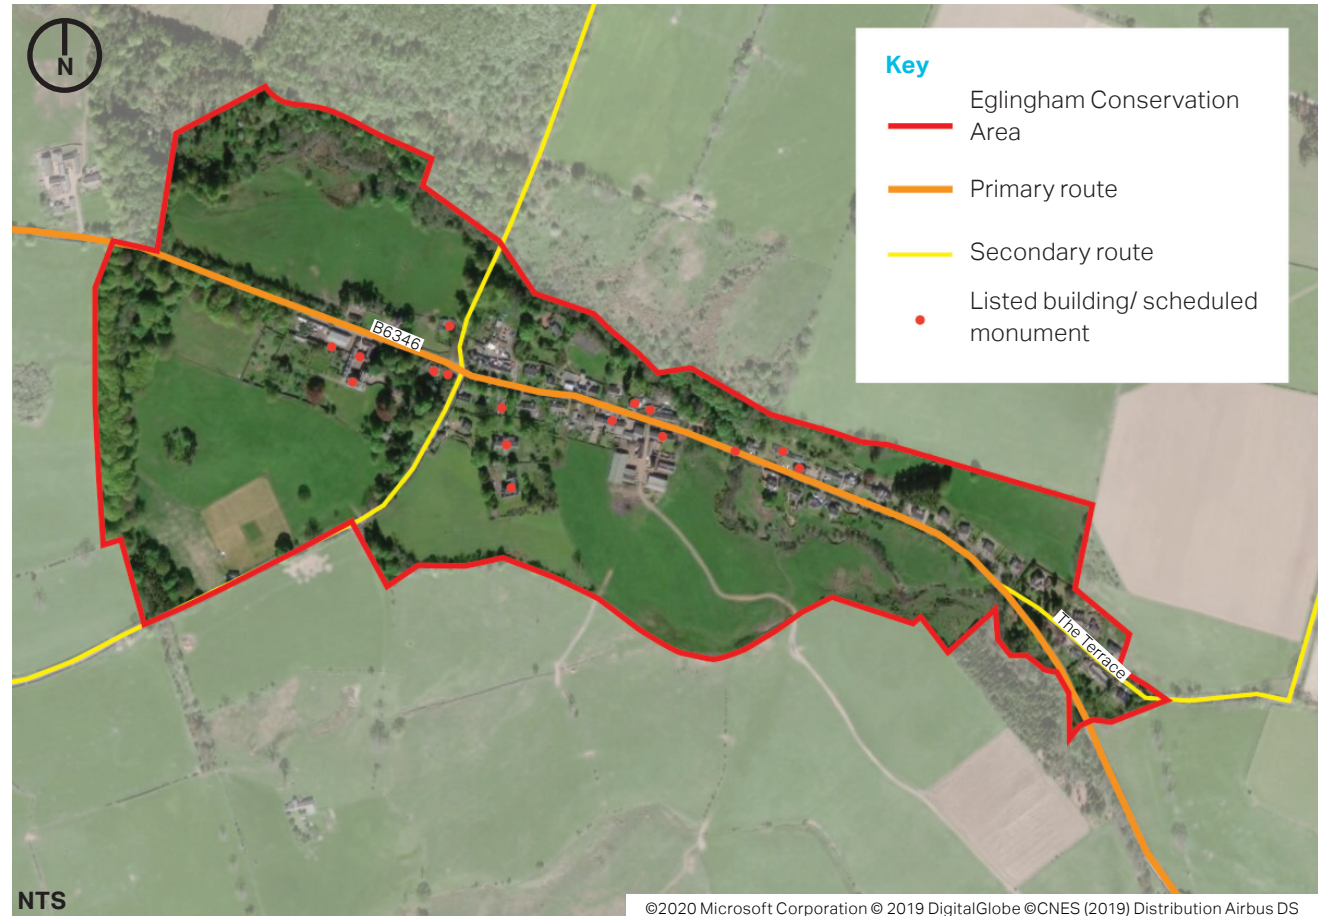 N
Key
Eglingham Conservation
Area
Primary route
Secondary route
Listed building/ scheduled
monument
B6346
The Terrace
NTS
©2020 Microsoft Corporation © 2019 DigitalGlobe ©CNES (2019) Distribution Airbus DS